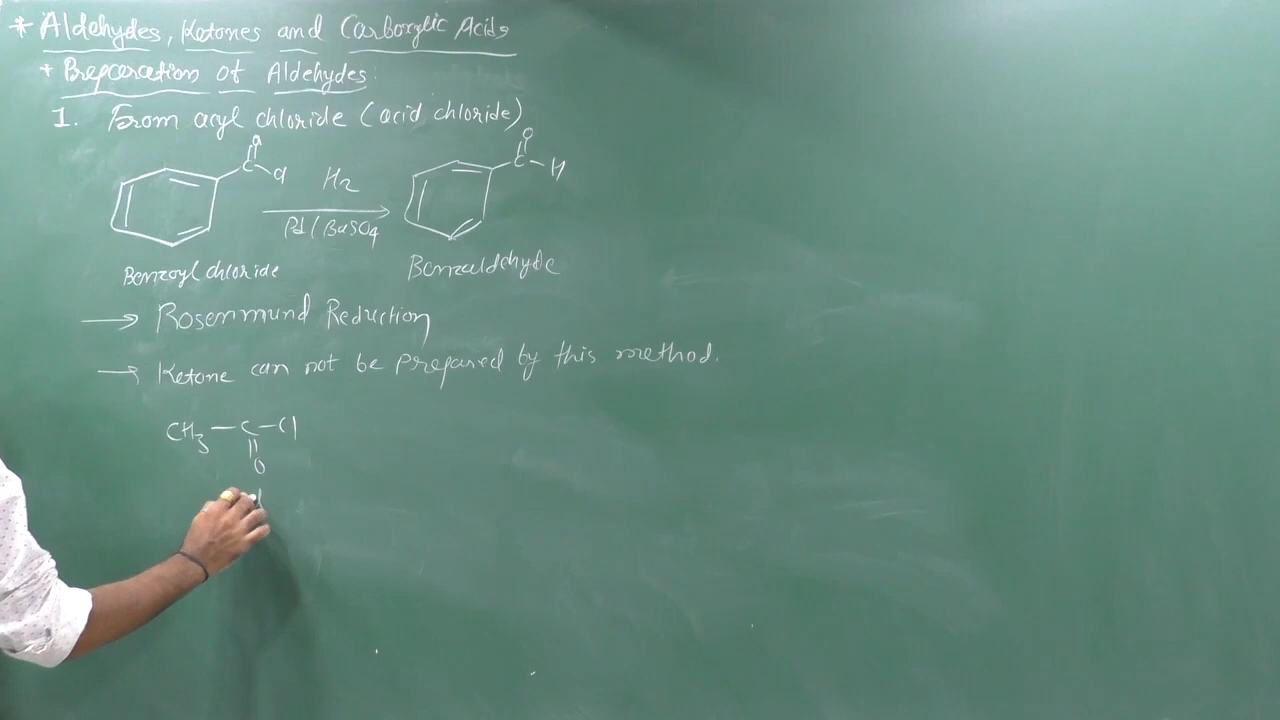 * Aldehydes, Ketones and Carboxylic Acids
+ Preparation of Aldehydes:
1. From acyl chloride (acid chloride)
O O
C Cl H2 C - H
Pd / BaSO4
Benzoyl chloride Benzaldehyde
→ Rosenmund Reduction
→ Ketone can not be prepared by this method.
CH3 — C - Cl
O